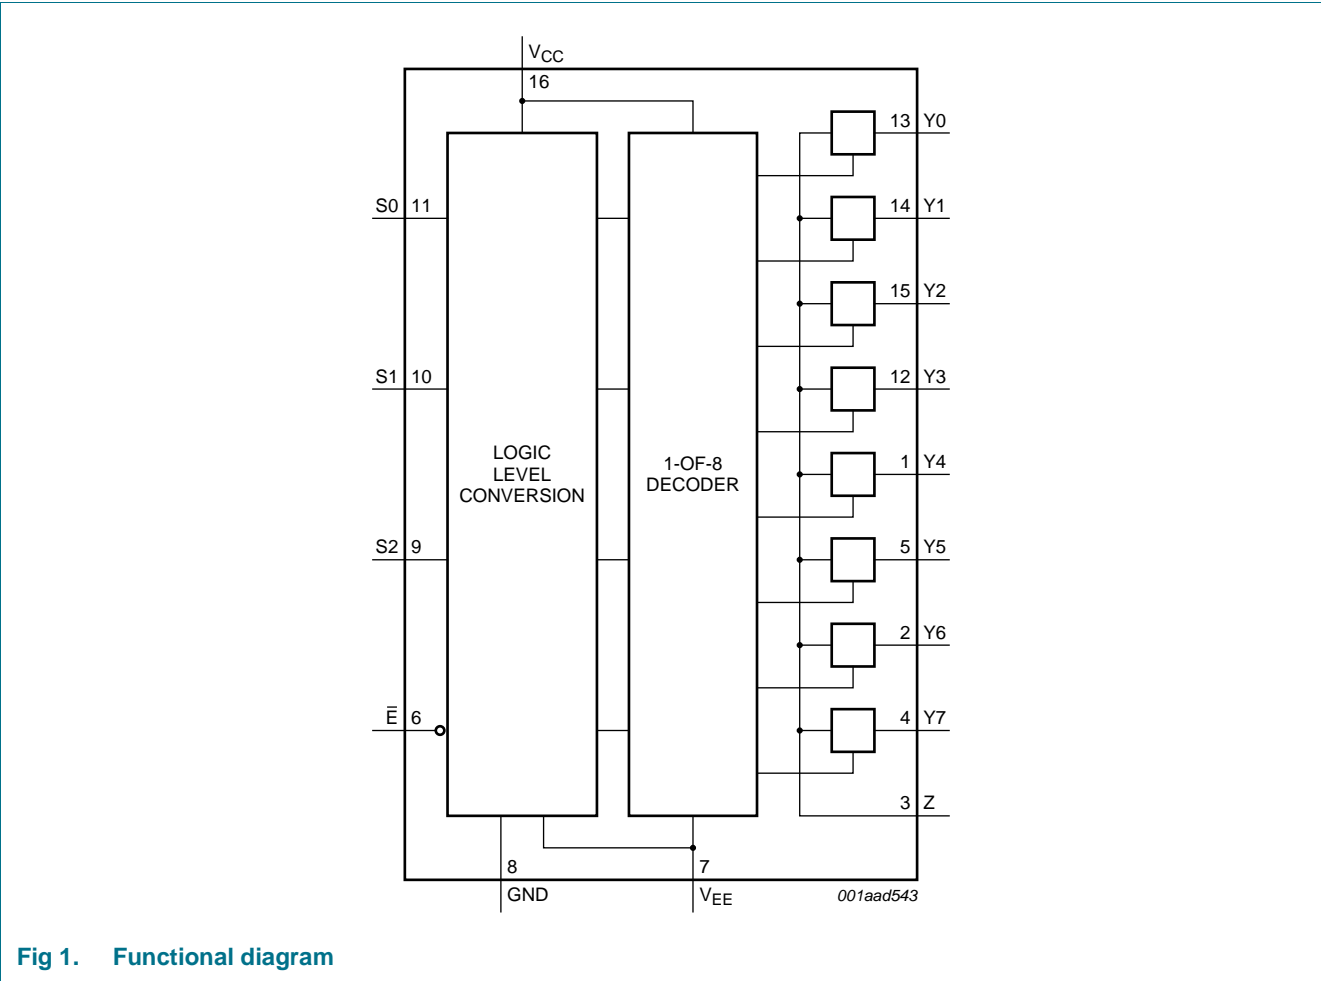 VCC
16
13 Y0
S0 11
14 Y1
15 Y2
S1 10
12 Y3
LOGIC
LEVEL
CONVERSION
1-OF-8
DECODER
1 Y4
S2 9
5 Y5
2 Y6
E̅ 6
4 Y7
3 Z
8
7
GND
VEE
001aad543
Fig 1. Functional diagram